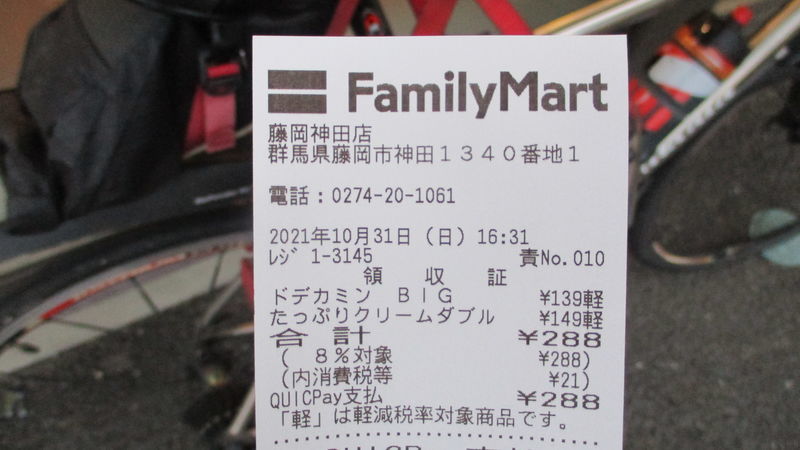 FamilyMart
藤岡神田店
群馬県藤岡市神田1340番地1
電話:0274-20-1061
2021年10月31日(日)16:31
ﾚｼﾞ 1-3145 責No.010
領 収 証
ドデカミン BIG ¥139軽
たっぷりクリームダブル ¥149軽
合 計 ¥288
( 8%対象 ¥288)
(内消費税等 ¥21)
QUICPay支払 ¥288
「軽」は軽減税率対象商品です。